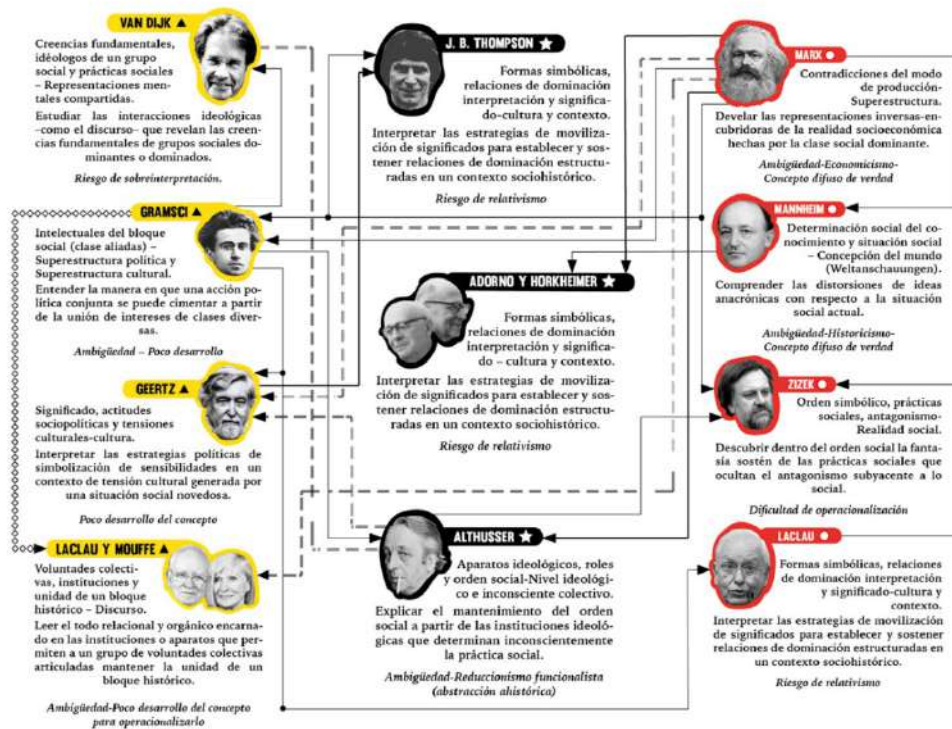 VAN DIJK ▲
Creencias fundamentales,
ideólogos de un grupo
social y prácticas sociales
– Representaciones men-
tales compartidas.
Estudiar las interacciones ideológicas
–como el discurso– que revelan las creen-
cias fundamentales de grupos sociales do-
minantes o dominados.
Riesgo de sobreinterpretación.
GRAMSCI ▲
Intelectuales del bloque
social (clase aliadas) –
Superestructura política y
Superestructura cultural.
Entender la manera en que una acción po-
lítica conjunta se puede cimentar a partir
de la unión de intereses de clases diver-
sas.
Ambigüedad – Poco desarrollo
GEERTZ ▲
Significado, actitudes
sociopolíticas y tensiones
culturales-cultura.
Interpretar las estrategias políticas de
simbolización de sensibilidades en un
contexto de tensión cultural generada por
una situación social novedosa.
Poco desarrollo del concepto
LACLAU Y MOUFFE ▲
Voluntades colecti-
vas, instituciones y
unidad de un bloque
histórico – Discurso.
Leer el todo relacional y orgánico encarna-
do en las instituciones o aparatos que per-
miten a un grupo de voluntades colectivas
articuladas mantener la unidad de un
bloque histórico.
Ambigüedad-Poco desarrollo del concepto
para operacionalizarlo
J. B. THOMPSON ★
Formas simbólicas,
relaciones de dominación
interpretación y significa-
do-cultura y contexto.
Interpretar las estrategias de moviliza-
ción de significados para establecer y sos-
tener relaciones de dominación estructu-
radas en un contexto sociohistórico.
Riesgo de relativismo
ADORNO Y HORKHEIMER ★
Formas simbólicas,
relaciones de dominación
interpretación y significa-
do – cultura y contexto.
Interpretar las estrategias de moviliza-
ción de significados para establecer y sos-
tener relaciones de dominación estructu-
radas en un contexto sociohistórico.
Riesgo de relativismo
ALTHUSSER ★
Aparatos ideológicos, roles
y orden social-Nivel ideológi-
co e inconsciente colectivo.
Explicar el mantenimiento del orden
social a partir de las instituciones ideoló-
gicas que determinan inconscientemente
la práctica social.
Ambigüedad-Reduccionismo funcionalista
(abstracción ahistórica)
MARX ●
Contradicciones del modo
de producción-
Superestructura.
Develar las representaciones inversas-en-
cubridoras de la realidad socioeconómica
hechas por la clase social dominante.
Ambigüedad-Economicismo-
Concepto difuso de verdad
MANNHEIM ●
Determinación social del co-
nocimiento y situación social
– Concepción del mundo
(Weltanschauungen).
Comprender las distorsiones de ideas
anacrónicas con respecto a la situación
social actual.
Ambigüedad-Historicismo-
Concepto difuso de verdad
ZIZEK ●
Orden simbólico, prácticas
sociales, antagonismo-
Realidad social.
Descubrir dentro del orden social la fanta-
sía sostén de las prácticas sociales que
ocultan el antagonismo subyacente a lo
social.
Dificultad de operacionalización
LACLAU ●
Formas simbólicas, relaciones
de dominación interpretación
y significado-cultura y
contexto.
Interpretar las estrategias de movilización
de significados para establecer y sostener
relaciones de dominación estructuradas en
un contexto sociohistórico.
Riesgo de relativismo